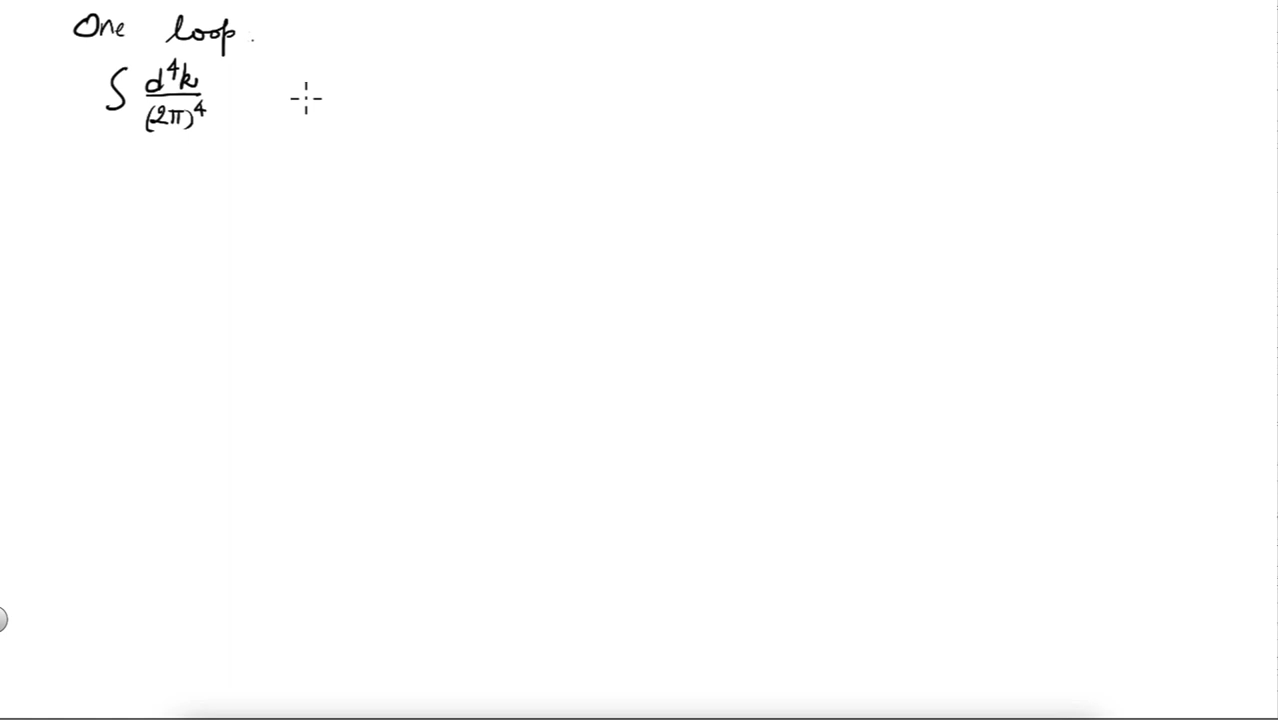 One loop.
∫ d⁴k/(2π)⁴